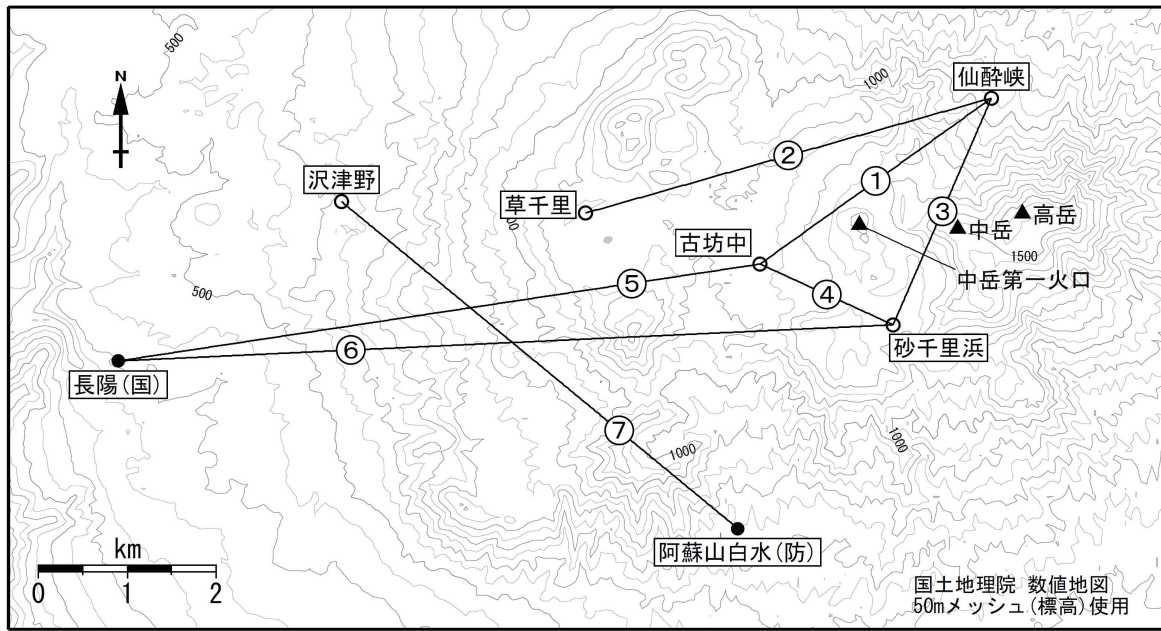 500
仙酔峡
1000
N
②
①
沢津野
草千里
③
高岳
中岳
古坊中
1500
中岳第一火口
500
⑤
④
⑥
砂千里浜
長陽(国)
⑦
1000
1000
km
阿蘇山白水(防)
0 1 2
国土地理院 数値地図
50mメッシュ(標高)使用